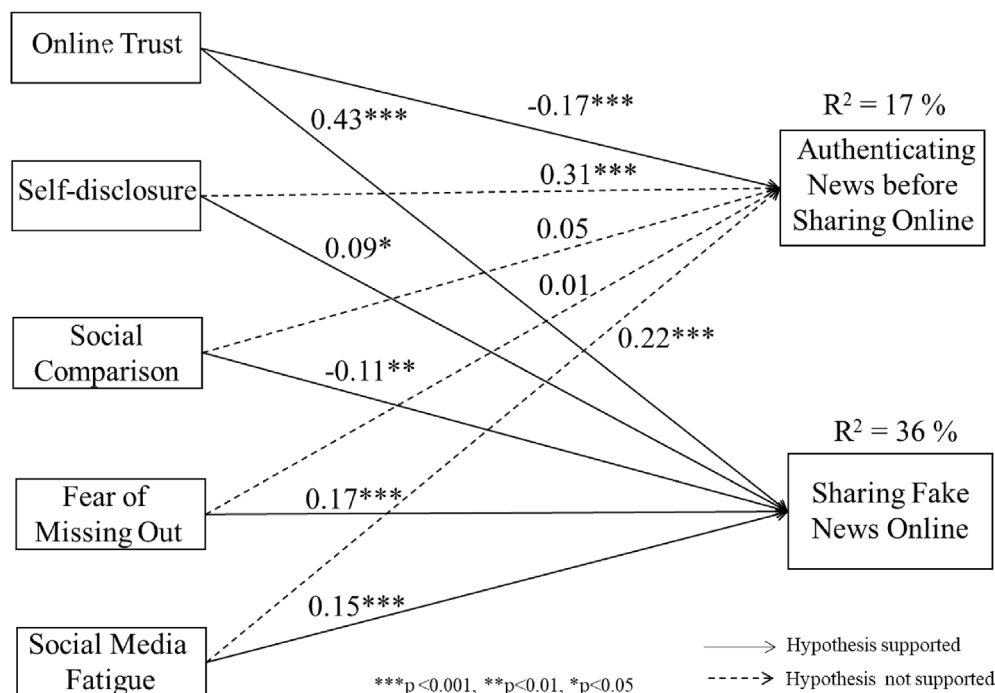 Online Trust
-0.17***
R² = 17 %
0.43***
Authenticating
News before
Sharing Online
Self-disclosure
0.31***
0.09*
0.05
0.01
Social
Comparison
0.22***
-0.11**
R² = 36 %
Fear of
Missing Out
0.17***
Sharing Fake
News Online
0.15***
Social Media
Fatigue
Hypothesis supported
Hypothesis not supported
***p<0.001, **p<0.01, *p<0.05